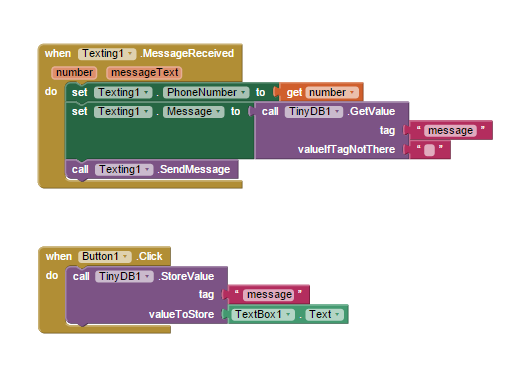 when Texting1 .MessageReceived
number messageText
do set Texting1 . PhoneNumber to get number
set Texting1 . Message to call TinyDB1 .GetValue
tag " message "
valueIfTagNotThere " "
call Texting1 .SendMessage
when Button1 .Click
do call TinyDB1 .StoreValue
tag " message "
valueToStore TextBox1 . Text